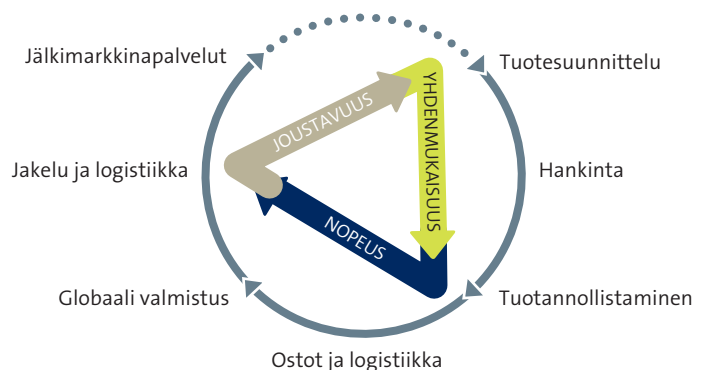 Jälkimarkkinapalvelut
Tuotesuunnittelu
JOUSTAVUUS
YHDENMUKAISUUS
Jakelu ja logistiikka
Hankinta
NOPEUS
Globaali valmistus
Tuotannollistaminen
Ostot ja logistiikka